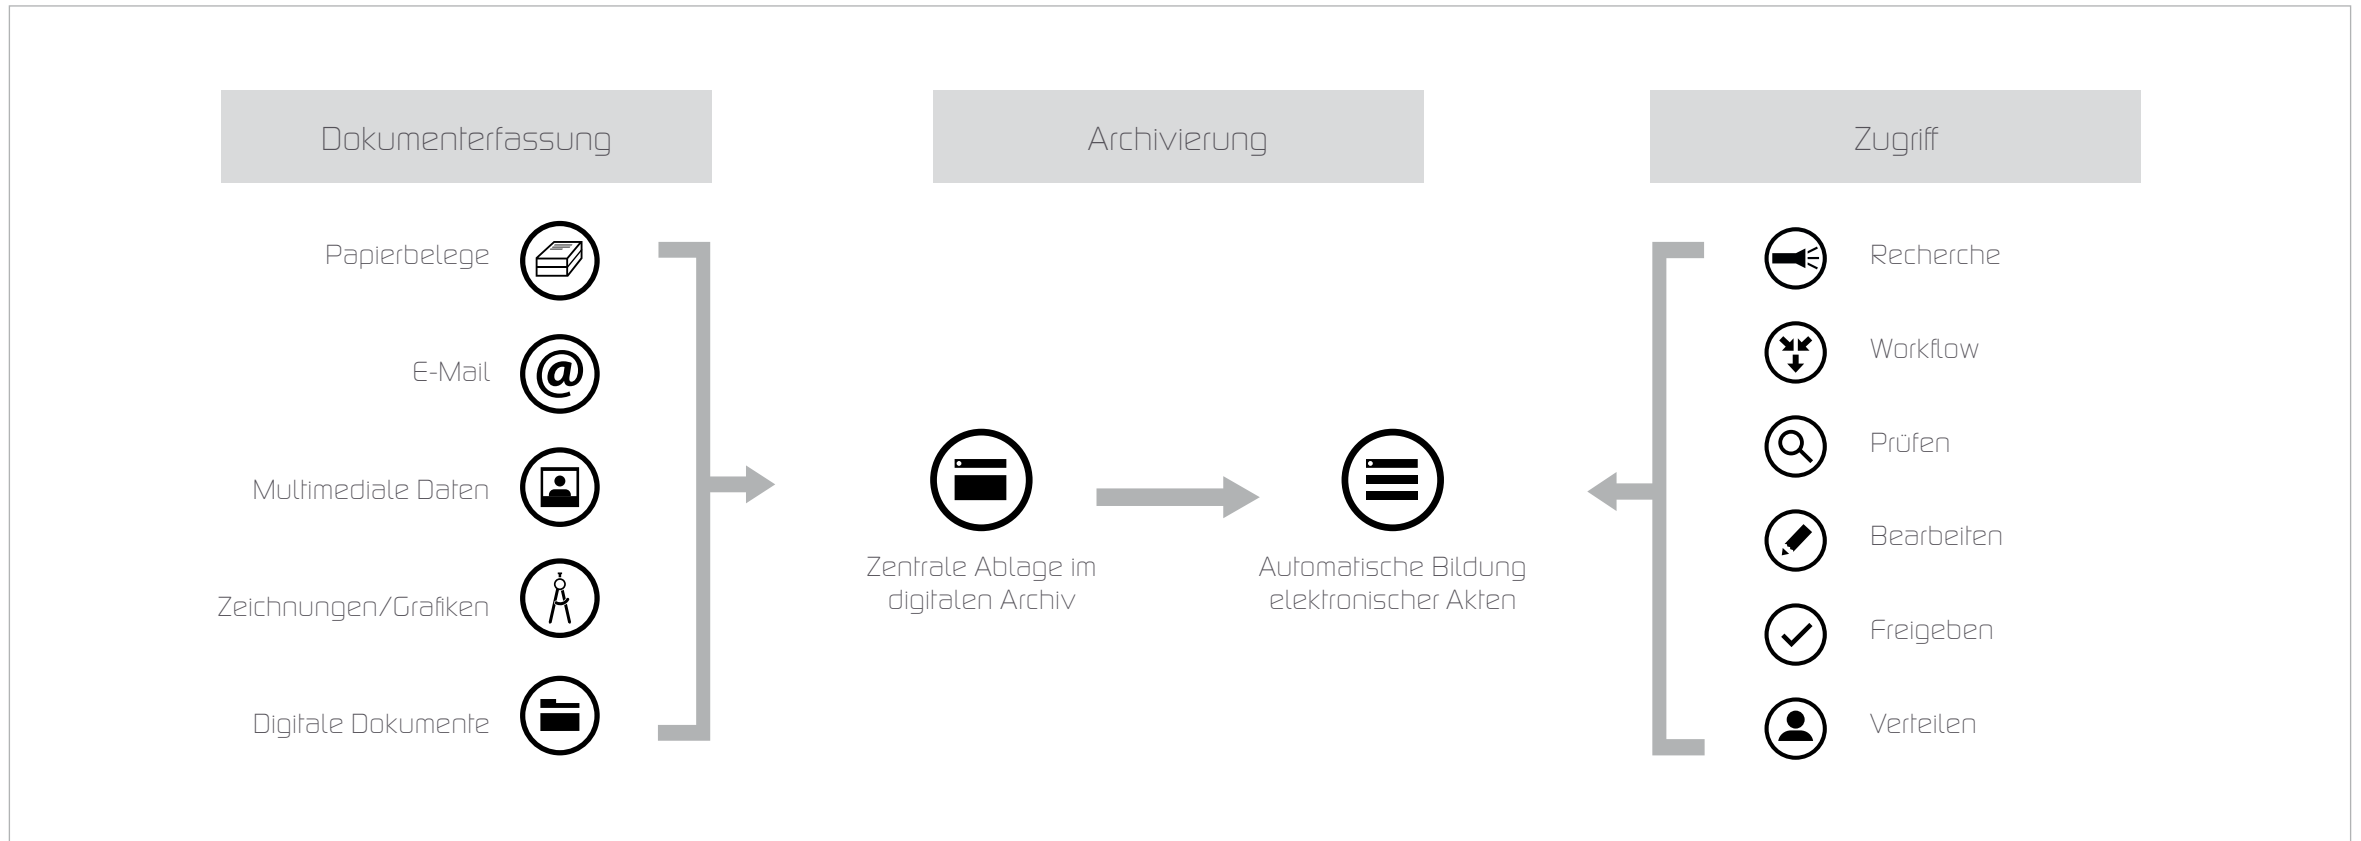 Dokumenterfassung
Papierbelege
E-Mail
Multimediale Daten
Zeichnungen/Grafiken
Digitale Dokumente
Archivierung
Zentrale Ablage im
digitalen Archiv
Automatische Bildung
elektronischer Akten
Zugriff
Recherche
Workflow
Prüfen
Bearbeiten
Freigeben
Verteilen